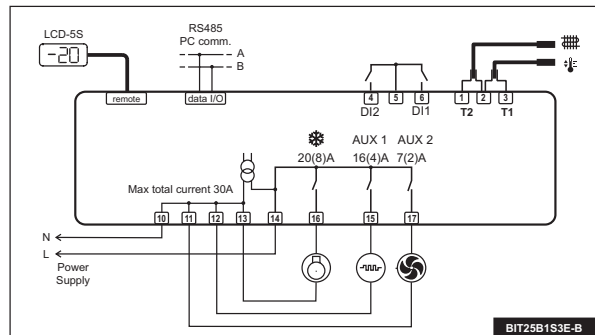 LCD-5S
-20
RS485
PC comm.
A
B
remote
data I/O
4 5 6
DI2 DI1
1 2 3
T2 T1
20(8)A
AUX 1
16(4)A
AUX 2
7(2)A
Max total current 30A
10 11 12 13 14 16 15 17
N
L
Power
Supply
BIT25B1S3E-B